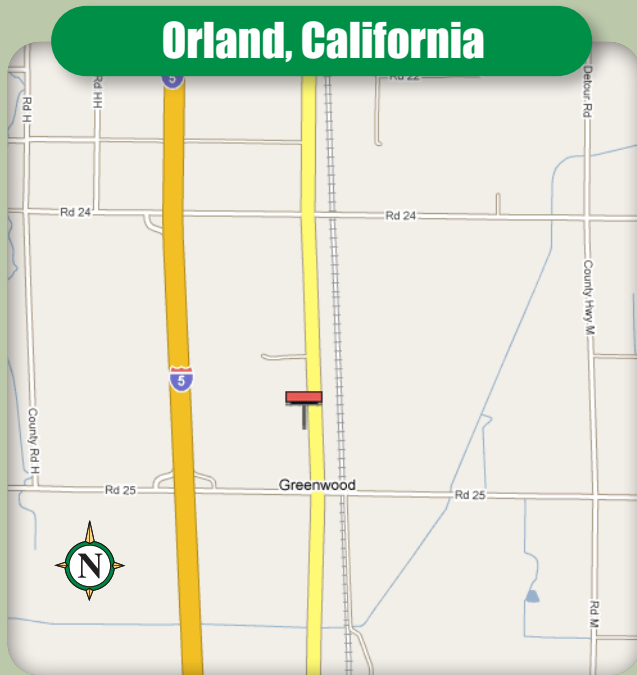 Orland, California
5
Rd 22
Rd H
Rd HH
Detour Rd
Rd 24
Rd 24
County Hwy M
5
County Rd H
Greenwood
Rd 25
Rd 25
N
Rd M